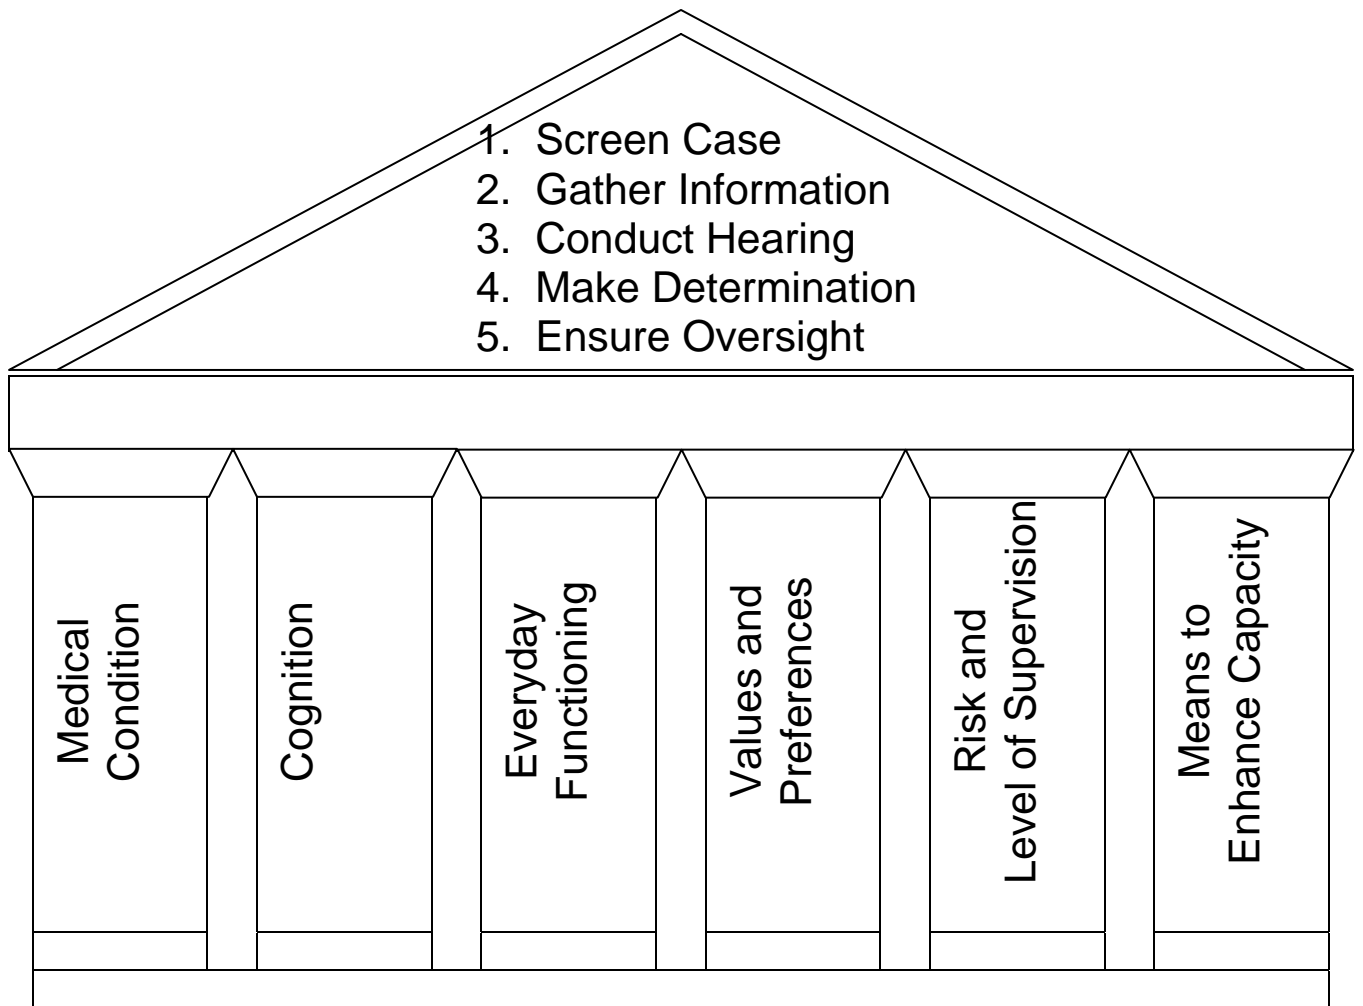 1. Screen Case
2. Gather Information
3. Conduct Hearing
4. Make Determination
5. Ensure Oversight
Medical
Condition
Cognition
Everyday
Functioning
Values and
Preferences
Risk and
Level of Supervision
Means to
Enhance Capacity